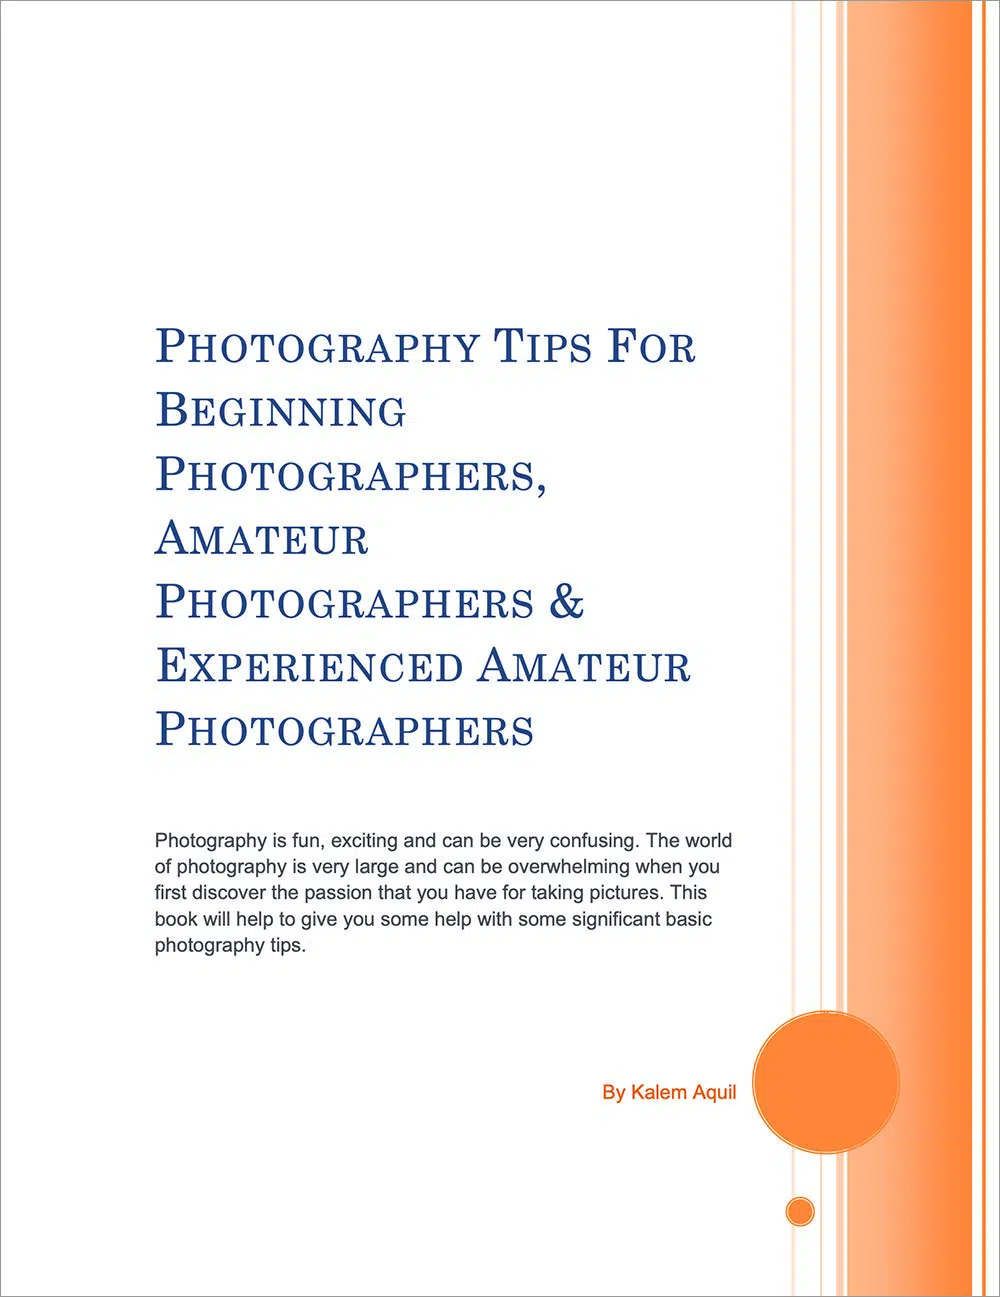 Photography Tips For
Beginning
Photographers,
Amateur
Photographers &
Experienced Amateur
Photographers
Photography is fun, exciting and can be very confusing. The world
of photography is very large and can be overwhelming when you
first discover the passion that you have for taking pictures. This
book will help to give you some help with some significant basic
photography tips.
By Kalem Aquil